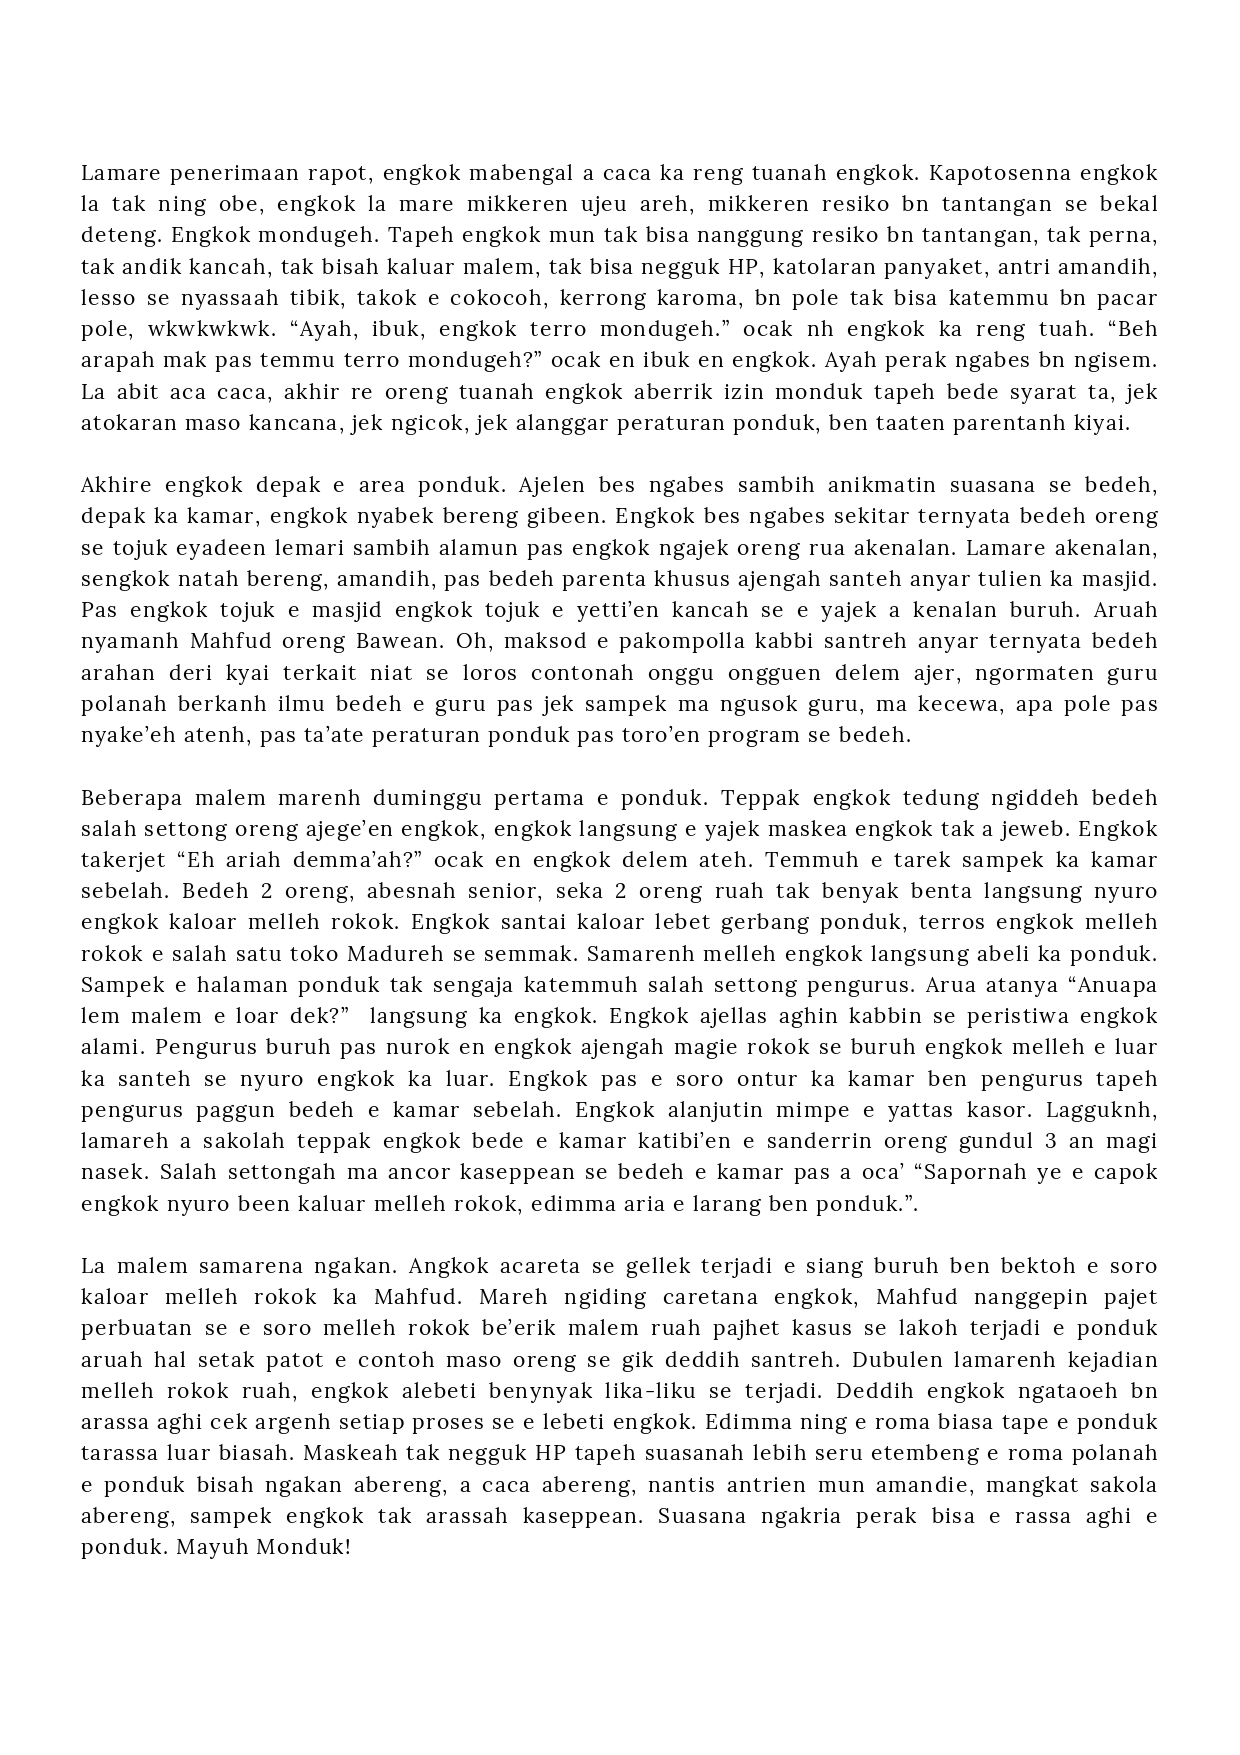 Lamare penerimaan rapot, engkok mabengal a caca ka reng tuanah engkok. Kapotosenna engkok
la tak ning obe, engkok la mare mikkeren ujeu areh, mikkeren resiko bn tantangan se bekal
deteng. Engkok mondugeh. Tapeh engkok mun tak bisa nanggung resiko bn tantangan, tak perna,
tak andik kancah, tak bisah kaluar malem, tak bisa negguk HP, katolaran panyaket, antri amandih,
lesso se nyassaah tibik, takok e cokocoh, kerrong karoma, bn pole tak bisa katemmu bn pacar
pole, wkwkwkwk. “Ayah, ibuk, engkok terro mondugeh.” ocak nh engkok ka reng tuah. “Beh
arapah mak pas temmu terro mondugeh?” ocak en ibuk en engkok. Ayah perak ngabes bn ngisem.
La abit aca caca, akhir re oreng tuanah engkok aberrik izin monduk tapeh bede syarat ta, jek
atokaran maso kancana, jek ngicok, jek alanggar peraturan ponduk, ben taaten parentanh kiyai.
Akhire engkok depak e area ponduk. Ajelen bes ngabes sambih anikmatin suasana se bedeh,
depak ka kamar, engkok nyabek bereng gibeen. Engkok bes ngabes sekitar ternyata bedeh oreng
se tojuk eyadeen lemari sambih alamun pas engkok ngajek oreng rua akenalan. Lamare akenalan,
sengkok natah bereng, amandih, pas bedeh parenta khusus ajengah santeh anyar tulien ka masjid.
Pas engkok tojuk e masjid engkok tojuk e yetti’en kancah se e yajek a kenalan buruh. Aruah
nyamanh Mahfud oreng Bawean. Oh, maksod e pakompolla kabbi santreh anyar ternyata bedeh
arahan deri kyai terkait niat se loros contonah onggu ongguen delem ajer, ngormaten guru
polanah berkanh ilmu bedeh e guru pas jek sampek ma ngusok guru, ma kecewa, apa pole pas
nyake’eh atenh, pas ta’ate peraturan ponduk pas toro’en program se bedeh.
Beberapa malem marenh duminggu pertama e ponduk. Teppak engkok tedung ngiddeh bedeh
salah settong oreng ajege’en engkok, engkok langsung e yajek maskea engkok tak a jeweb. Engkok
takerjet “Eh ariah demma’ah?” ocak en engkok delem ateh. Temmuh e tarek sampek ka kamar
sebelah. Bedeh 2 oreng, abesnah senior, seka 2 oreng ruah tak benyak benta langsung nyuro
engkok kaloar melleh rokok. Engkok santai kaloar lebet gerbang ponduk, terros engkok melleh
rokok e salah satu toko Madureh se semmak. Samarenh melleh engkok langsung abeli ka ponduk.
Sampek e halaman ponduk tak sengaja katemmuh salah settong pengurus. Arua atanya “Anuapa
lem malem e loar dek?”  langsung ka engkok. Engkok ajellas aghin kabbin se peristiwa engkok
alami. Pengurus buruh pas nurok en engkok ajengah magie rokok se buruh engkok melleh e luar
ka santeh se nyuro engkok ka luar. Engkok pas e soro ontur ka kamar ben pengurus tapeh
pengurus paggun bedeh e kamar sebelah. Engkok alanjutin mimpe e yattas kasor. Lagguknh,
lamareh a sakolah teppak engkok bede e kamar katibi’en e sanderrin oreng gundul 3 an magi
nasek. Salah settongah ma ancor kaseppean se bedeh e kamar pas a oca’ “Sapornah ye e capok
engkok nyuro been kaluar melleh rokok, edimma aria e larang ben ponduk.”.
La malem samarena ngakan. Angkok acareta se gellek terjadi e siang buruh ben bektoh e soro
kaloar melleh rokok ka Mahfud. Mareh ngiding caretana engkok, Mahfud nanggepin pajet
perbuatan se e soro melleh rokok be’erik malem ruah pajhet kasus se lakoh terjadi e ponduk
aruah hal setak patot e contoh maso oreng se gik deddih santreh. Dubulen lamarenh kejadian
melleh rokok ruah, engkok alebeti benynyak lika-liku se terjadi. Deddih engkok ngataoeh bn
arassa aghi cek argenh setiap proses se e lebeti engkok. Edimma ning e roma biasa tape e ponduk
tarassa luar biasah. Maskeah tak negguk HP tapeh suasanah lebih seru etembeng e roma polanah
e ponduk bisah ngakan abereng, a caca abereng, nantis antrien mun amandie, mangkat sakola
abereng, sampek engkok tak arassah kaseppean. Suasana ngakria perak bisa e rassa aghi e
ponduk. Mayuh Monduk!